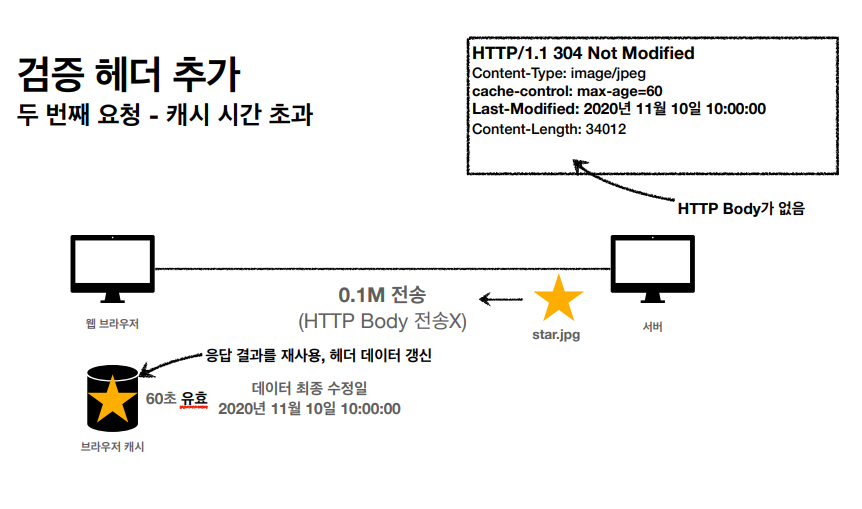 검증 헤더 추가
두 번째 요청 - 캐시 시간 초과
HTTP/1.1 304 Not Modified
Content-Type: image/jpeg
cache-control: max-age=60
Last-Modified: 2020년 11월 10일 10:00:00
Content-Length: 34012
HTTP Body가 없음
0.1M 전송
(HTTP Body 전송X)
웹 브라우저
star.jpg
서버
응답 결과를 재사용, 헤더 데이터 갱신
60초 유효
데이터 최종 수정일
2020년 11월 10일 10:00:00
브라우저 캐시